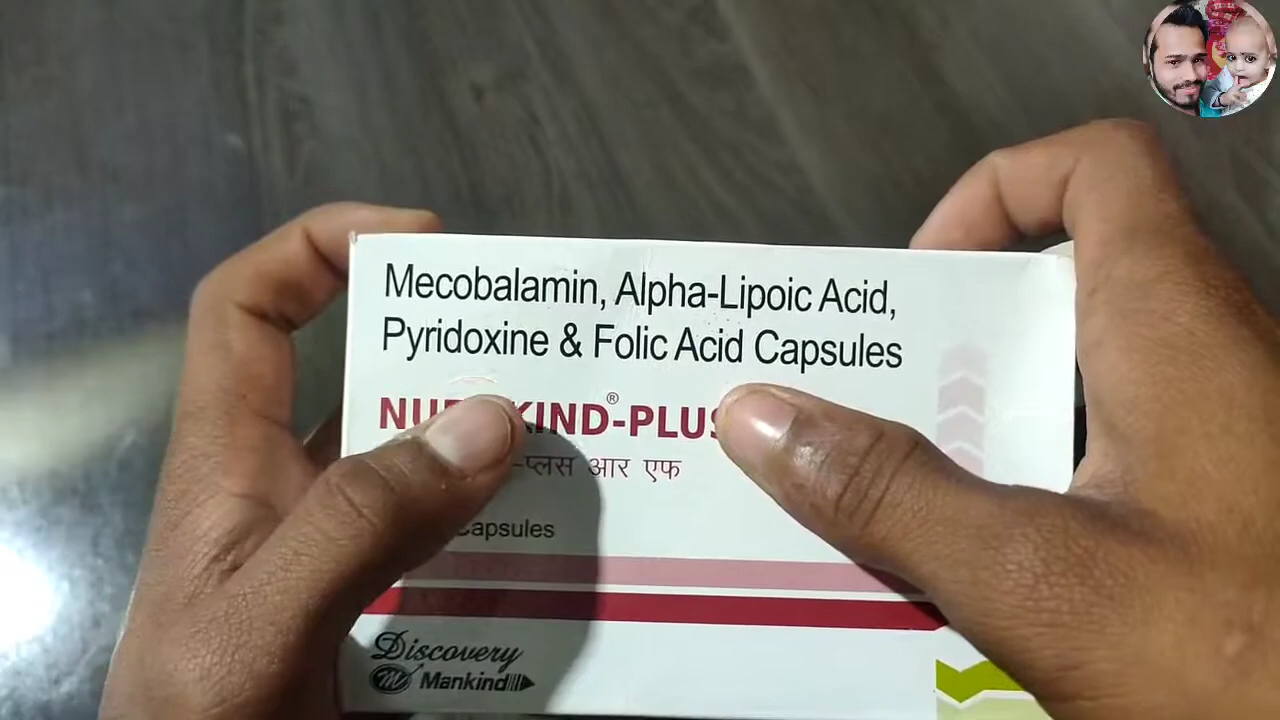 Mecobalamin, Alpha-Lipoic Acid,
Pyridoxine & Folic Acid Capsules
KIND®-PLUS
-प्लस आर एफ
Capsules
Discovery
Mankind